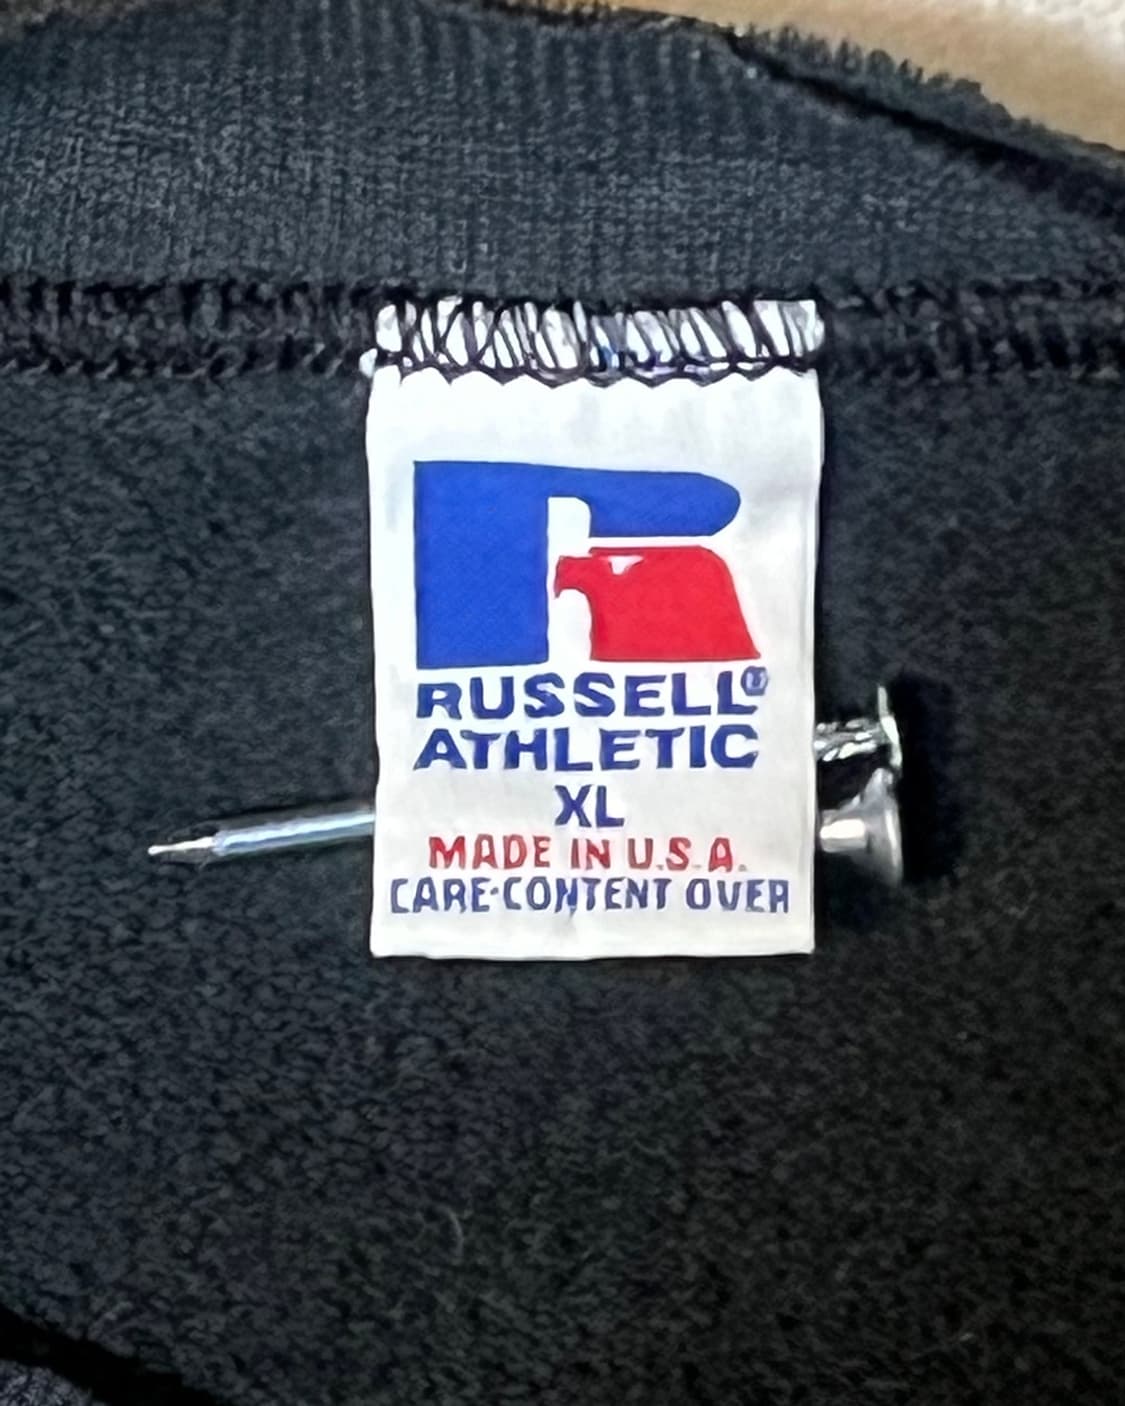 RUSSELL®
ATHLETIC
XL
MADE IN U.S.A.
CARE-CONTENT OVER